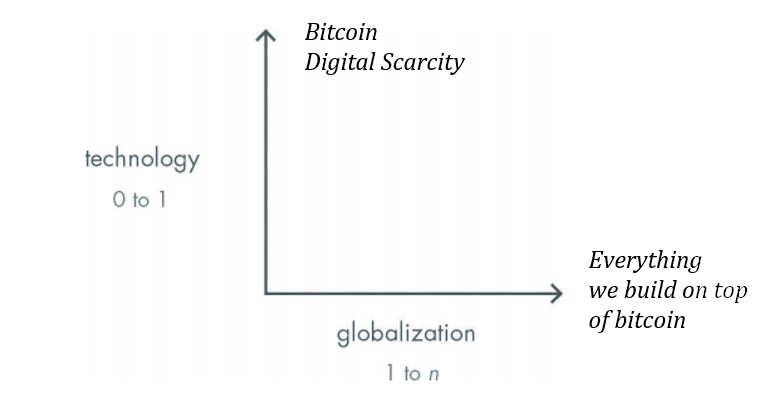 Bitcoin
Digital Scarcity
technology
0 to 1
Everything
we build on top
of bitcoin
globalization
1 to n